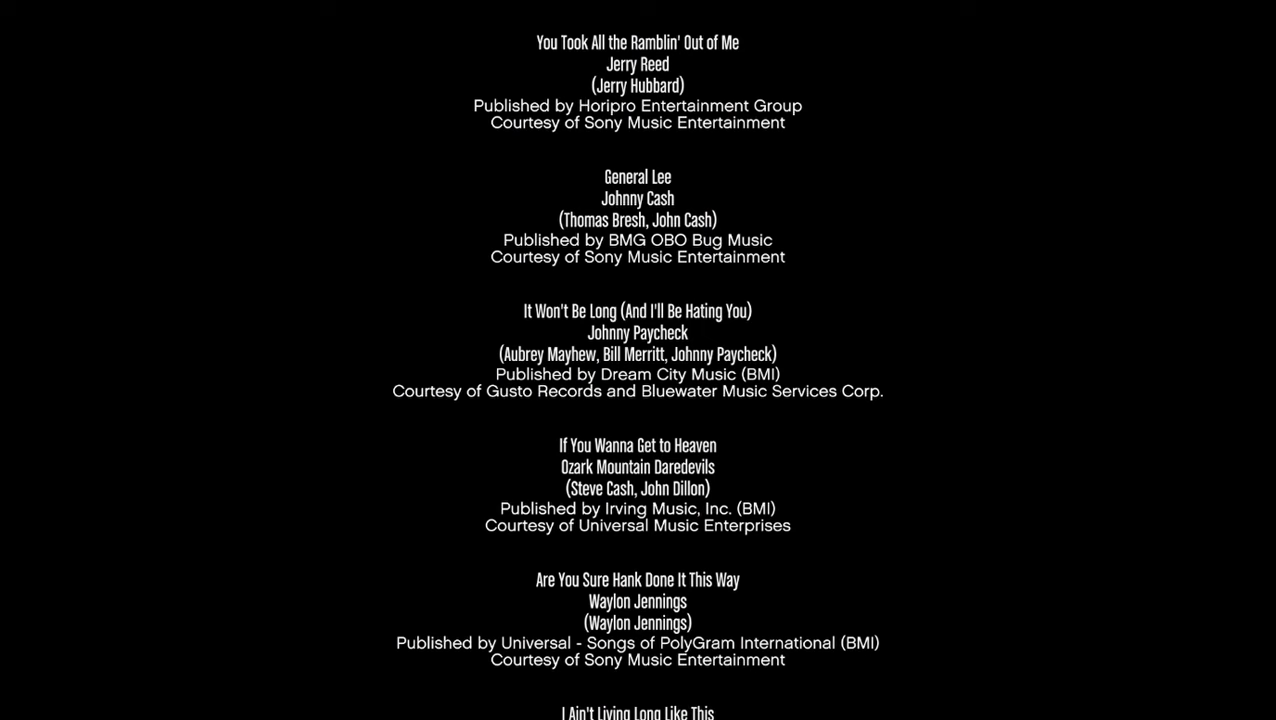 You Took All the Ramblin' Out of Me
Jerry Reed
(Jerry Hubbard)
Published by Horipro Entertainment Group
Courtesy of Sony Music Entertainment
General Lee
Johnny Cash
(Thomas Bresh, John Cash)
Published by BMG OBO Bug Music
Courtesy of Sony Music Entertainment
It Won't Be Long (And I'll Be Hating You)
Johnny Paycheck
(Aubrey Mayhew, Bill Merritt, Johnny Paycheck)
Published by Dream City Music (BMI)
Courtesy of Gusto Records and Bluewater Music Services Corp.
If You Wanna Get to Heaven
Ozark Mountain Daredevils
(Steve Cash, John Dillon)
Published by Irving Music, Inc. (BMI)
Courtesy of Universal Music Enterprises
Are You Sure Hank Done It This Way
Waylon Jennings
(Waylon Jennings)
Published by Universal - Songs of PolyGram International (BMI)
Courtesy of Sony Music Entertainment
I Ain't Living Long Like This